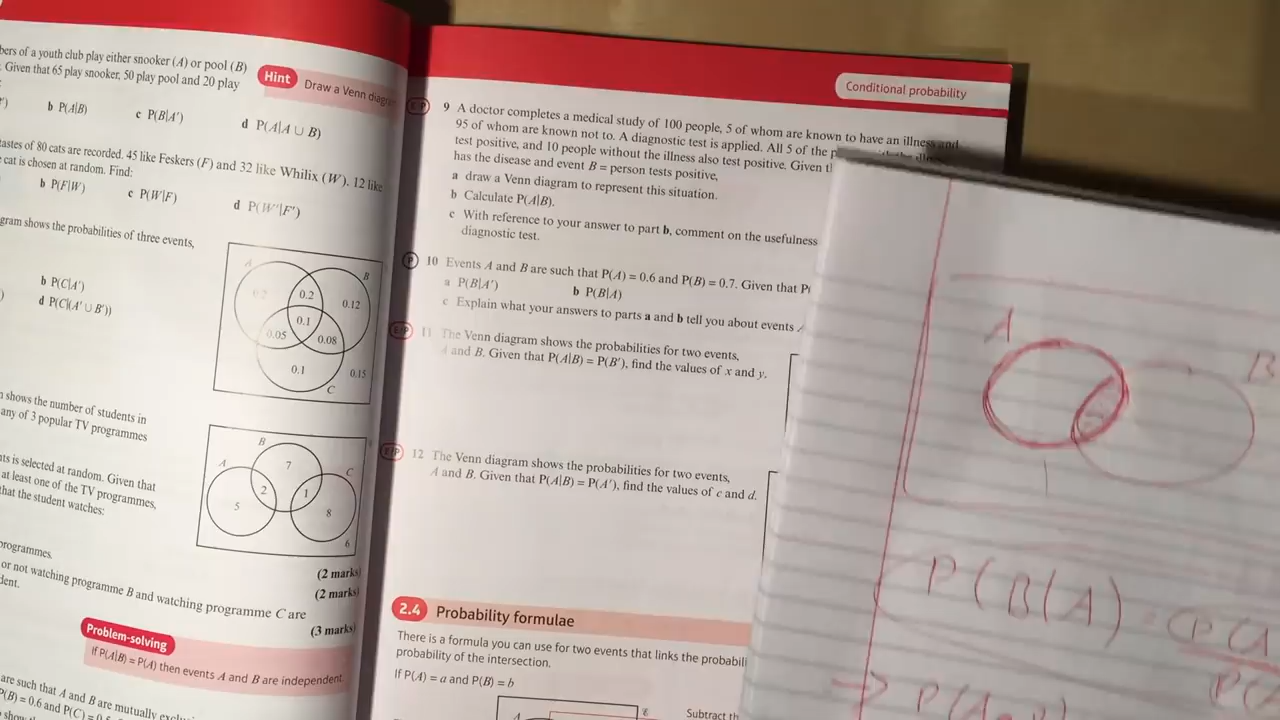 bers of a youth club play either snooker (A) or pool (B)
Given that 65 play snooker, 50 play pool and 20 play
Hint Draw a Venn
b P(A|B)
c P(B|A′)
d P(A|A ∪ B)
tastes of 80 cats are recorded. 45 like Feskers (F) and 32 like Whilix (W). 12 like
cat is chosen at random. Find:
b P(F|W)
c P(W|F)
d P(W′|F′)
gram shows the probabilities of three events,
b P(C|A′)
d P(C|(A′ ∪ B′))
A
B
0.2
0.2
0.12
0.1
0.05
0.08
0.1
0.15
C
shows the number of students in
any of 3 popular TV programmes
nts is selected at random. Given that
at least one of the TV programmes,
that the student watches:
B
A
7
C
2
1
5
8
6
programmes.
(2 marks
(2 marks
or not watching programme B and watching programme C are
dent.
(3 marks
Problem-solving
If P(A|B) = P(A) then events A and B are independent
are such that A and B are mutually
P(B) = 0.6 and P(C) =
Conditional probability
E/P 9 A doctor completes a medical study of 100 people, 5 of whom are known to have an illness and
95 of whom are known not to. A diagnostic test is applied. All 5 of the
test positive, and 10 people without the illness also test positive. Given
has the disease and event B = person tests positive,
a draw a Venn diagram to represent this situation.
b Calculate P(A|B).
c With reference to your answer to part b, comment on the usefulness
diagnostic test.
P 10 Events A and B are such that P(A) = 0.6 and P(B) = 0.7. Given that
a P(B|A′)
b P(B|A)
c Explain what your answers to parts a and b tell you about events
E/P 11 The Venn diagram shows the probabilities for two events,
A and B. Given that P(A|B) = P(B′), find the values of x and y.
E/P 12 The Venn diagram shows the probabilities for two events,
A and B. Given that P(A|B) = P(A′), find the values of c and d.
2.4 Probability formulae
There is a formula you can use for two events that links the
probability of the intersection.
If P(A) = a and P(B) = b
Subtract
A
B
P(B|A)